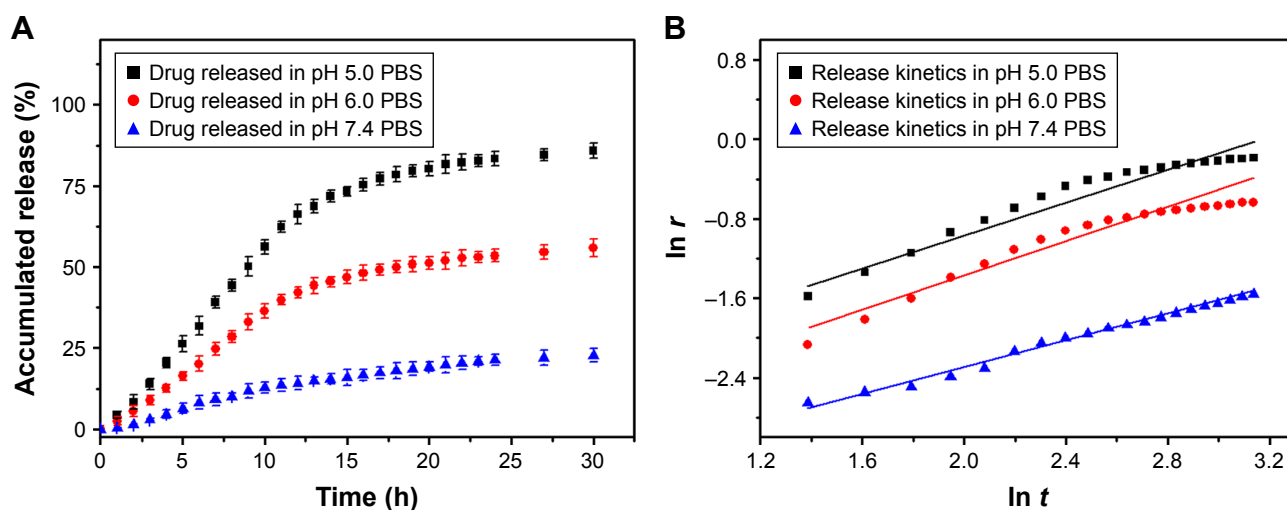 A
Accumulated release (%)
100
75
50
25
0
Drug released in pH 5.0 PBS
Drug released in pH 6.0 PBS
Drug released in pH 7.4 PBS
0 5 10 15 20 25 30
Time (h)
B
ln r
0.8
0.0
–0.8
–1.6
–2.4
Release kinetics in pH 5.0 PBS
Release kinetics in pH 6.0 PBS
Release kinetics in pH 7.4 PBS
1.2 1.6 2.0 2.4 2.8 3.2
ln t